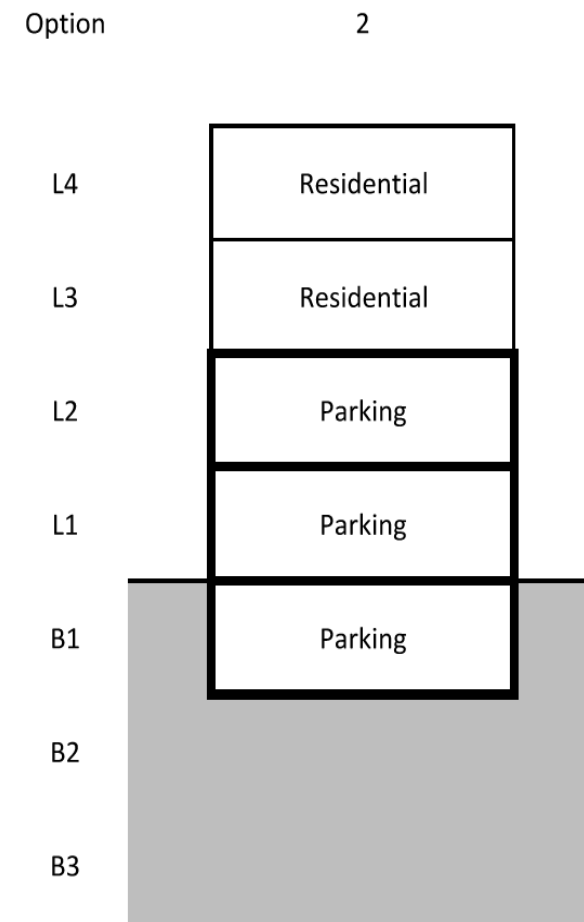 Option 2
L4 Residential
L3 Residential
L2 Parking
L1 Parking
B1 Parking
B2
B3